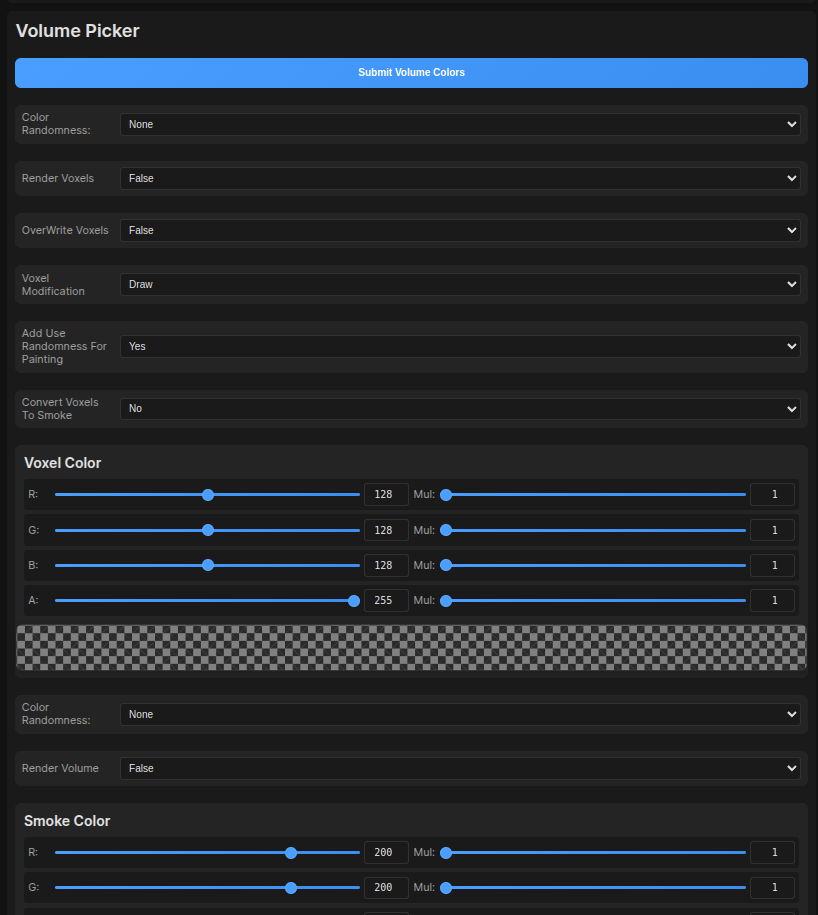 Volume Picker
Submit Volume Colors
Color
Randomness:
None
Render Voxels
False
OverWrite Voxels
False
Voxel
Modification
Draw
Add Use
Randomness For
Painting
Yes
Convert Voxels
To Smoke
No
Voxel Color
R: 128 Mul: 1
G: 128 Mul: 1
B: 128 Mul: 1
A: 255 Mul: 1
Color
Randomness:
None
Render Volume
False
Smoke Color
R: 200 Mul: 1
G: 200 Mul: 1